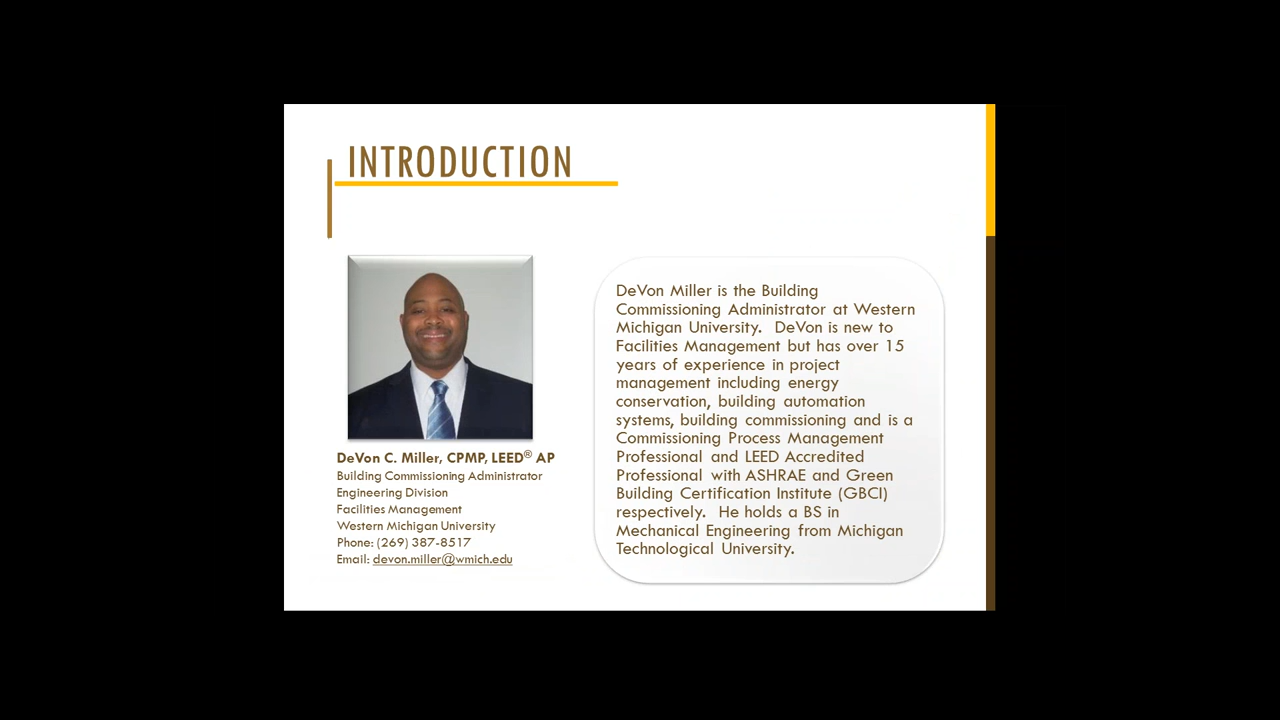 INTRODUCTION
DeVon C. Miller, CPMP, LEED® AP
Building Commissioning Administrator
Engineering Division
Facilities Management
Western Michigan University
Phone: (269) 387-8517
Email: devon.miller@wmich.edu
DeVon Miller is the Building
Commissioning Administrator at Western
Michigan University. DeVon is new to
Facilities Management but has over 15
years of experience in project
management including energy
conservation, building automation
systems, building commissioning and is a
Commissioning Process Management
Professional and LEED Accredited
Professional with ASHRAE and Green
Building Certification Institute (GBCI)
respectively. He holds a BS in
Mechanical Engineering from Michigan
Technological University.